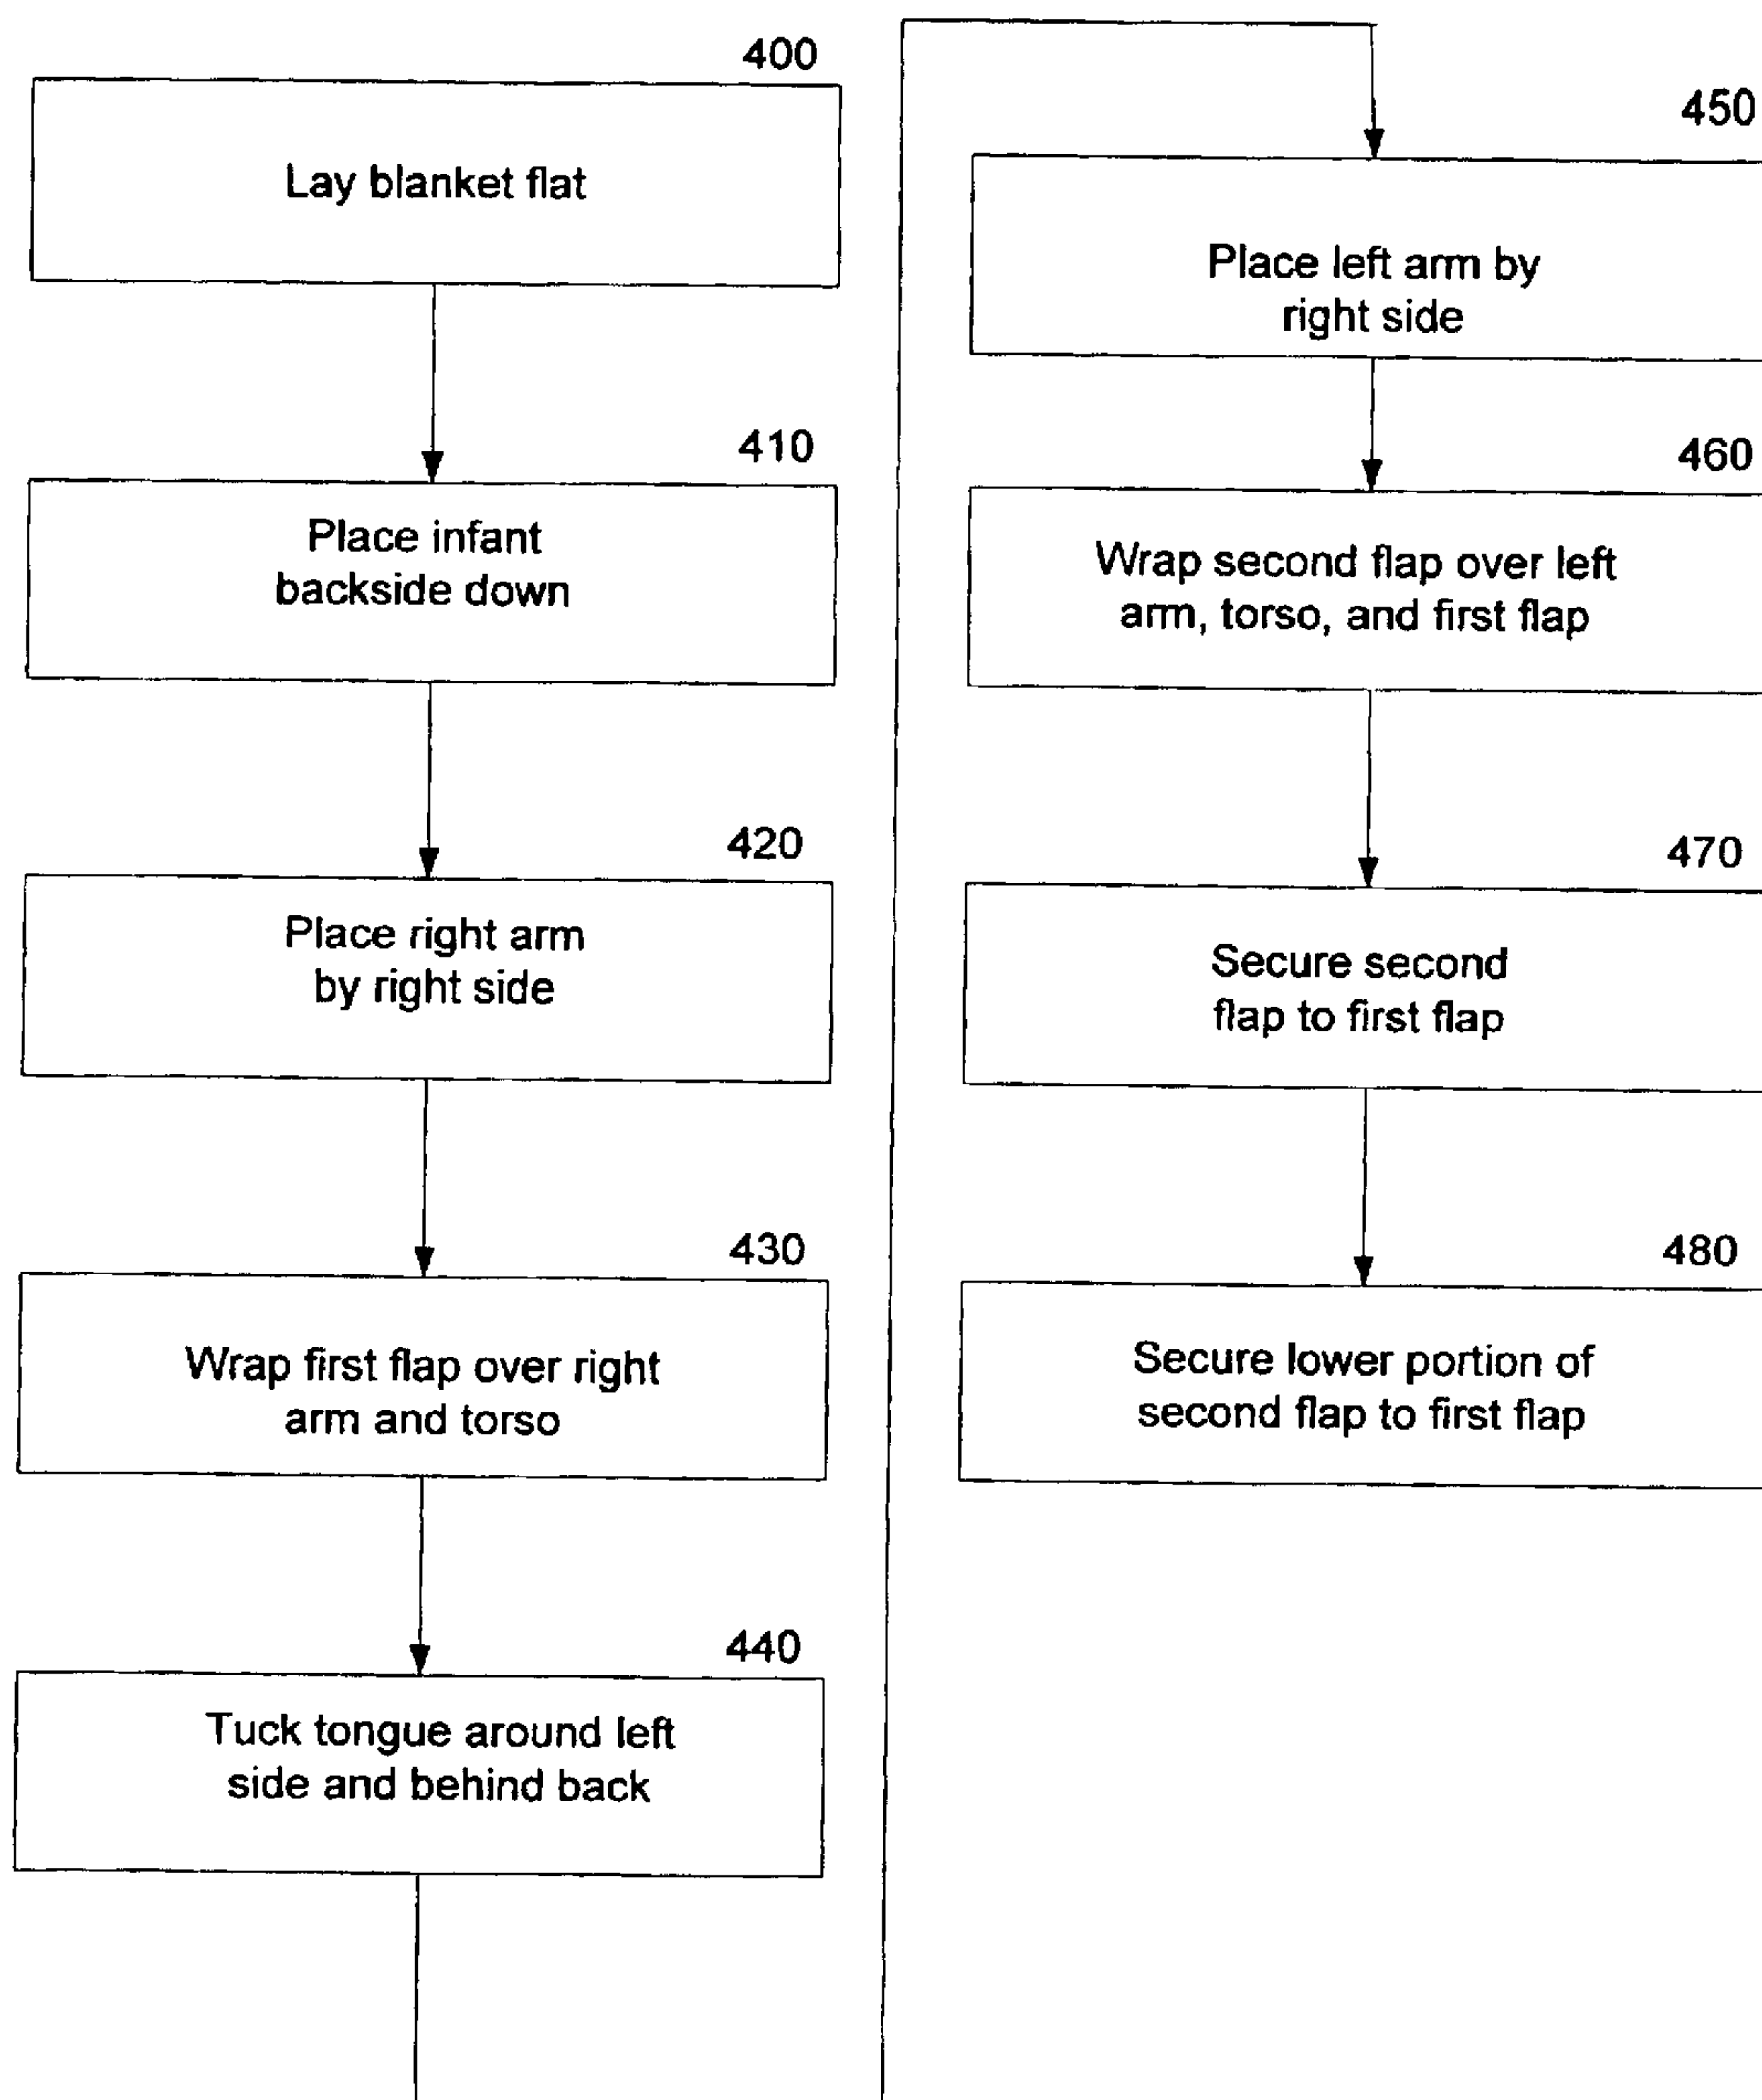 400
Lay blanket flat
410
Place infant
backside down
420
Place right arm
by right side
430
Wrap first flap over right
arm and torso
440
Tuck tongue around left
side and behind back
450
Place left arm by
right side
460
Wrap second flap over left
arm, torso, and first flap
470
Secure second
flap to first flap
480
Secure lower portion of
second flap to first flap